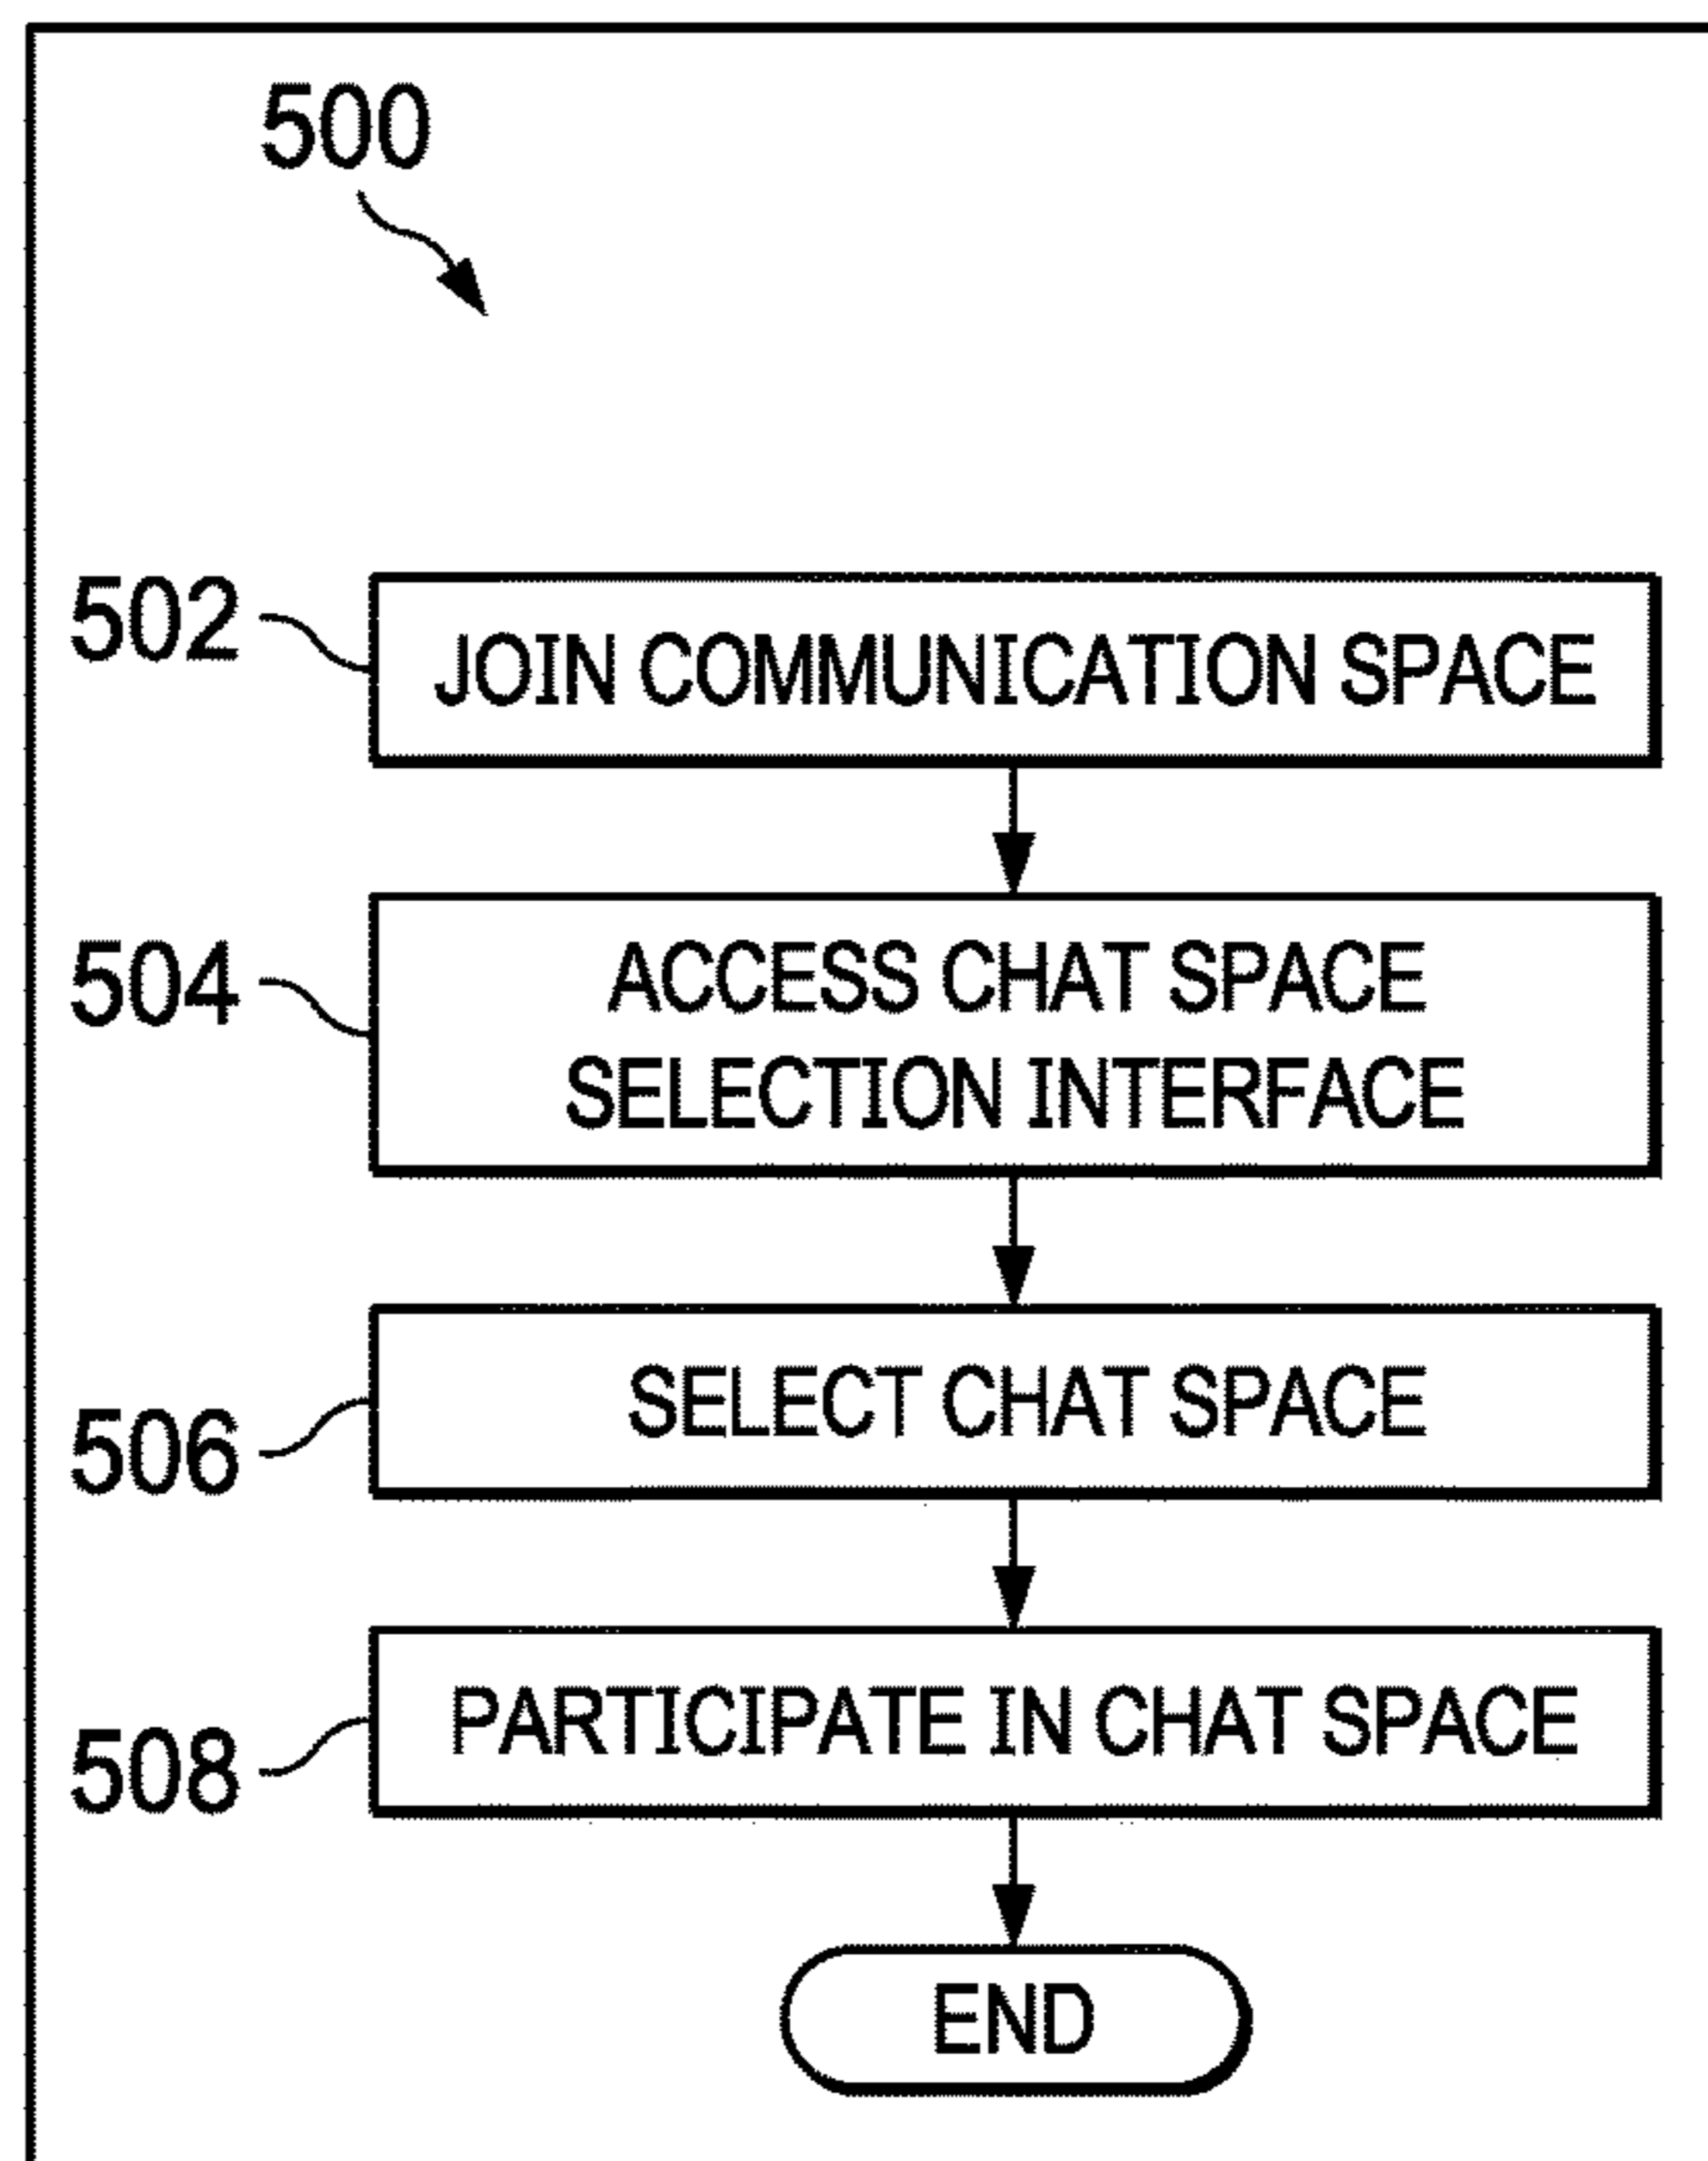 500
502
JOIN COMMUNICATION SPACE
504
ACCESS CHAT SPACE
SELECTION INTERFACE
506
SELECT CHAT SPACE
508
PARTICIPATE IN CHAT SPACE
END